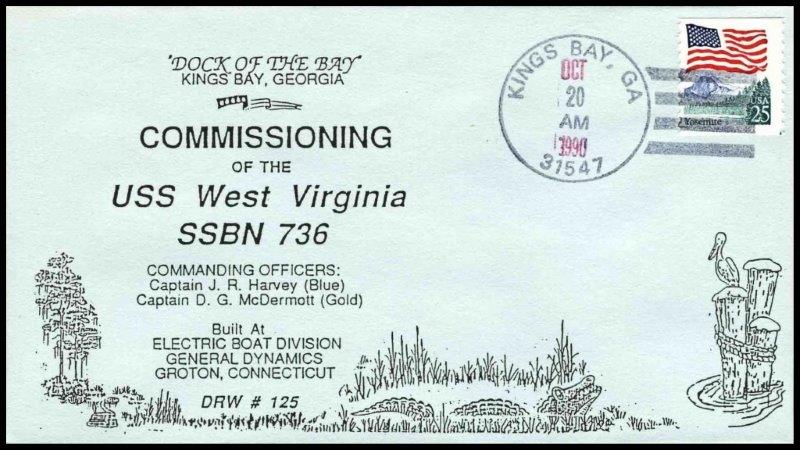 "DOCK OF THE BAY"
KINGS BAY, GEORGIA
COMMISSIONING
OF THE
USS West Virginia
SSBN 736
COMMANDING OFFICERS:
Captain J. R. Harvey (Blue)
Captain D. G. McDermott (Gold)
Built At
ELECTRIC BOAT DIVISION
GENERAL DYNAMICS
GROTON, CONNECTICUT
DRW # 125
KINGS BAY, GA
OCT
20
AM
1990
31547
USA
25
Yosemite